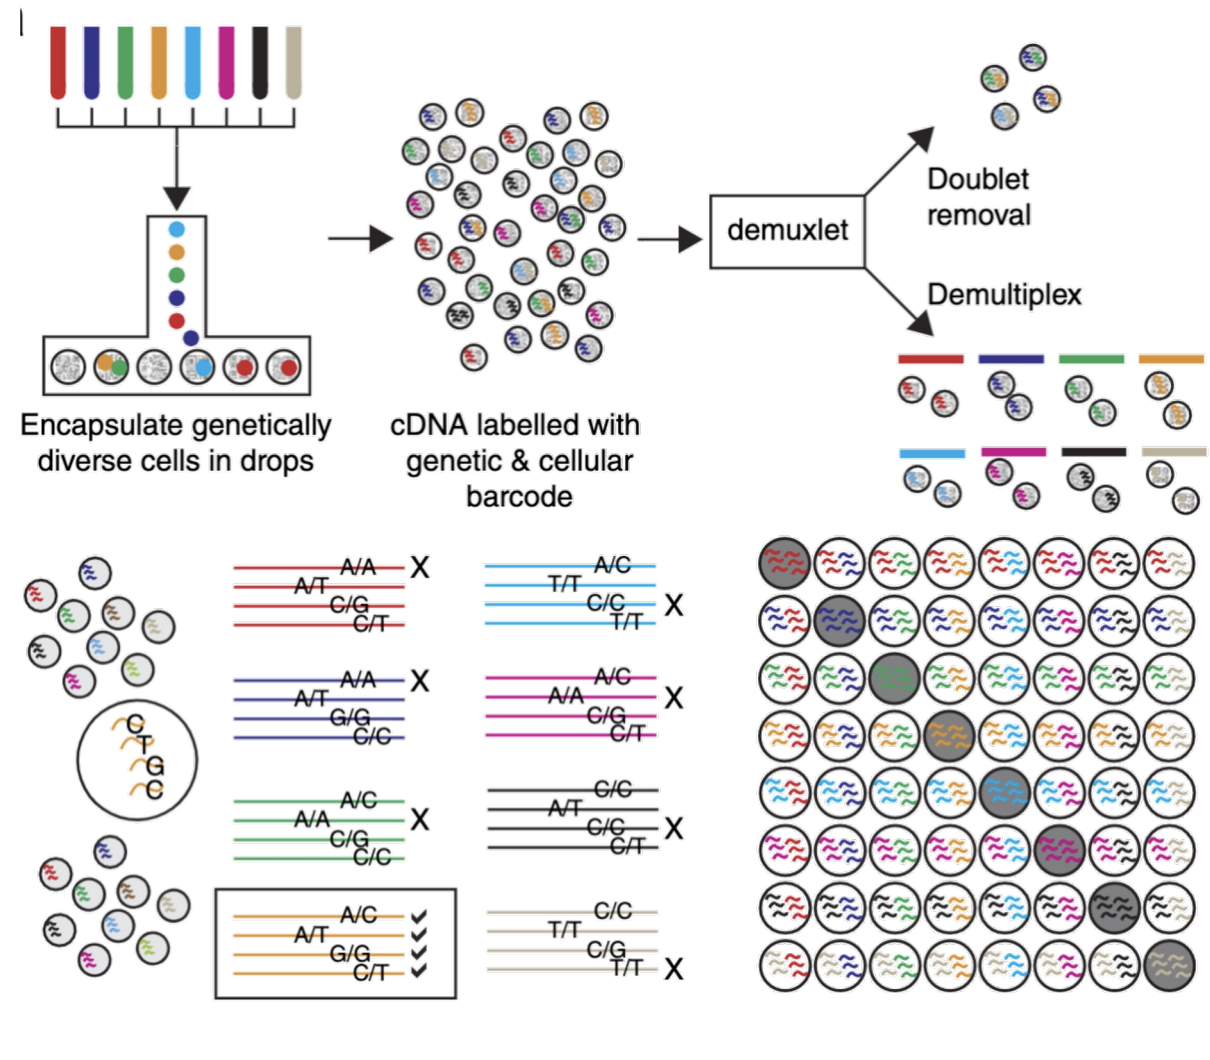 Doublet
removal
demuxlet
Demultiplex
Encapsulate genetically
diverse cells in drops
cDNA labelled with
genetic & cellular
barcode
C
T
G
C
A/A X
A/T
C/G
C/T
A/C
T/T
C/C X
T/T
A/A X
A/T
G/G
C/C
A/C
A/A X
C/G
C/T
A/C
A/A X
C/G
C/C
C/C
A/T
C/C X
C/T
A/C
A/T
G/G
C/T
C/C
T/T
C/G
T/T X